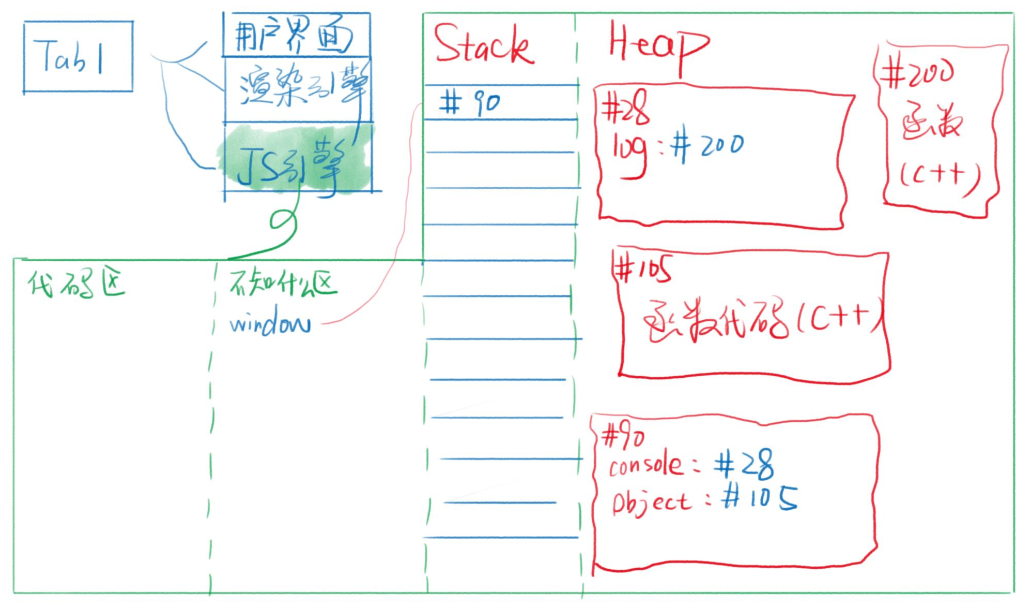 Tab1
用户界面
渲染引擎
JS引擎
代码区
不知什么区
window
Stack
#90
Heap
#28
log:#200
#200
函数
(C++)
#105
函数代码(C++)
#90
console:#28
Object:#105